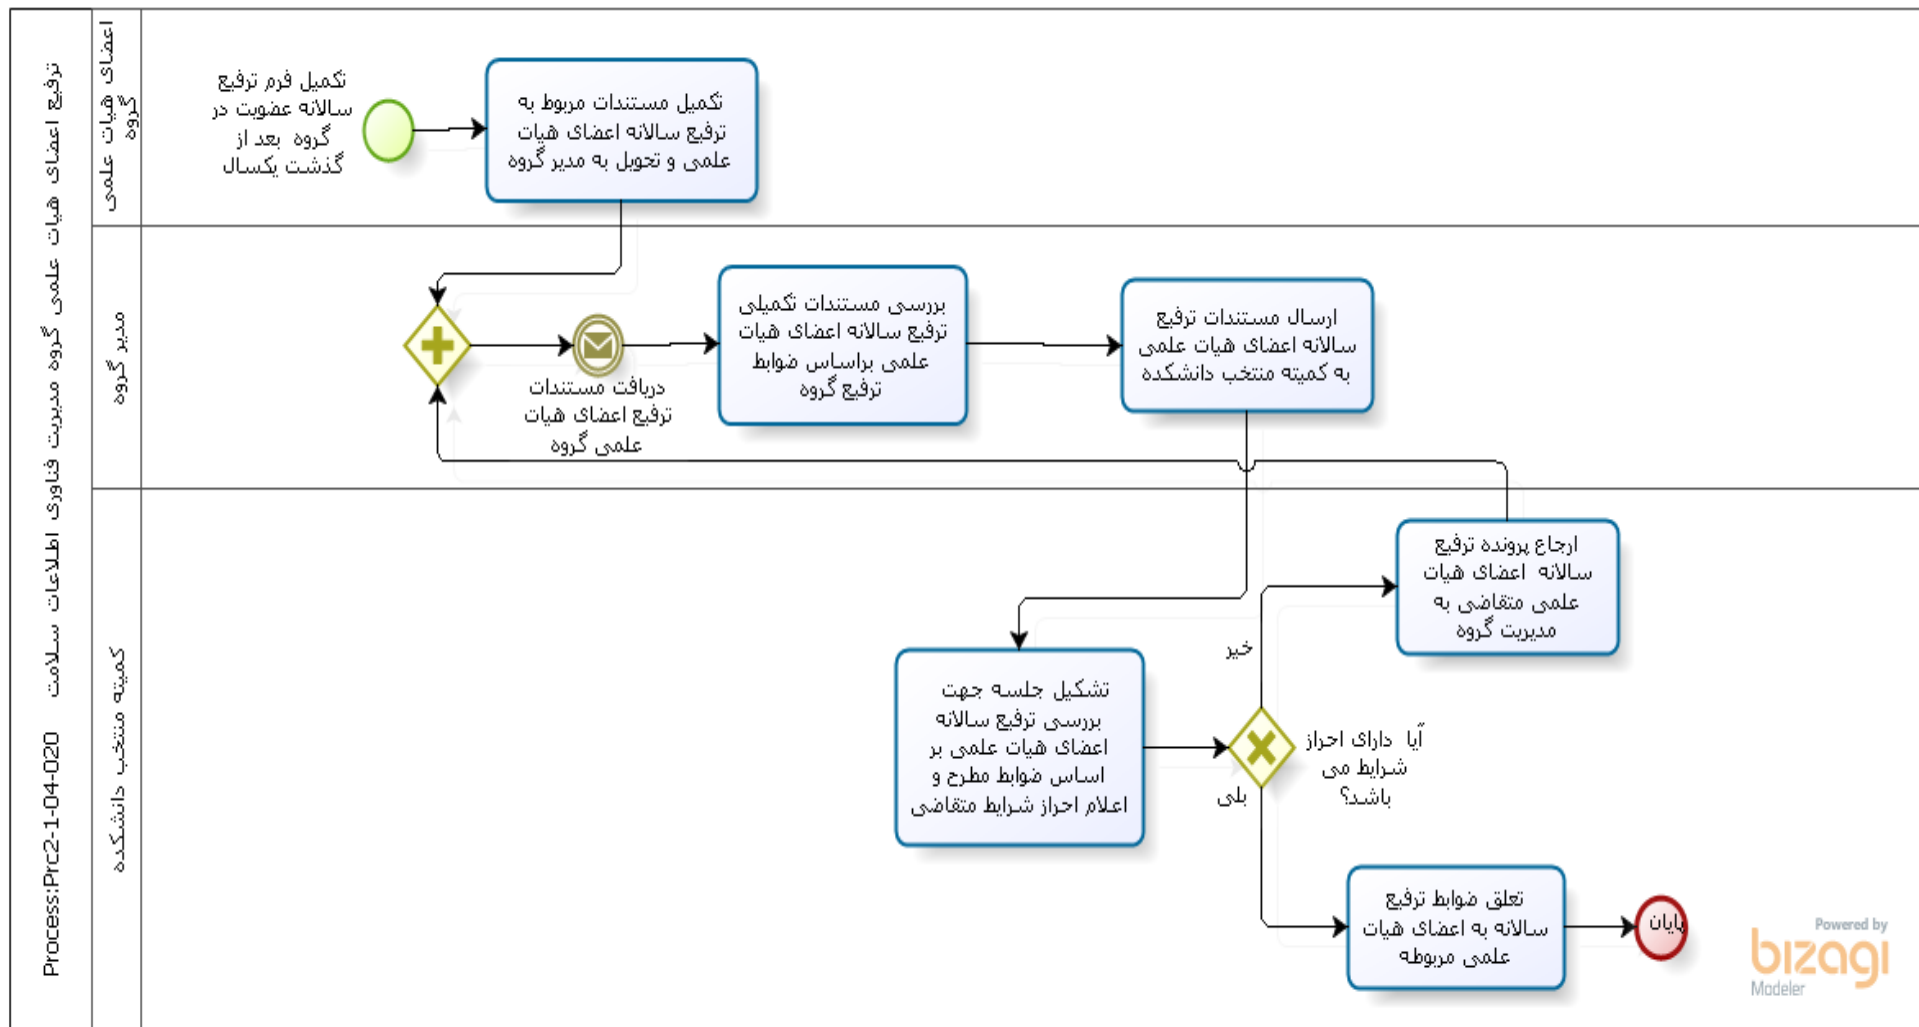 ترفیع اعضای هیات علمی گروه مدیریت فناوری اطلاعات سلامت
Process:Prc2-1-04-020
اعضای هیات علمی
گروه
تکمیل فرم ترفیع
سالانه عضویت در
گروه بعد از
گذشت یکسال
تکمیل مستندات مربوط به
ترفیع سالانه اعضای هیات
علمی و تحویل به مدیر گروه
مدیر گروه
دریافت مستندات
ترفیع اعضای هیات
علمی گروه
بررسی مستندات تکمیلی
ترفیع سالانه اعضای هیات
علمی براساس ضوابط
ترفیع گروه
ارسال مستندات ترفیع
سالانه اعضای هیات علمی
به کمیته منتخب دانشکده
کمیته منتخب دانشکده
تشکیل جلسه جهت
بررسی ترفیع سالانه
اعضای هیات علمی بر
اساس ضوابط مطرح و
اعلام احراز شرایط متقاضی
آیا دارای احراز
شرایط می
باشد؟
خیر
ارجاع پرونده ترفیع
سالانه اعضای هیات
علمی متقاضی به
مدیریت گروه
بلی
تعلق ضوابط ترفیع
سالانه به اعضای هیات
علمی مربوطه
پایان
Powered by
bizagi
Modeler